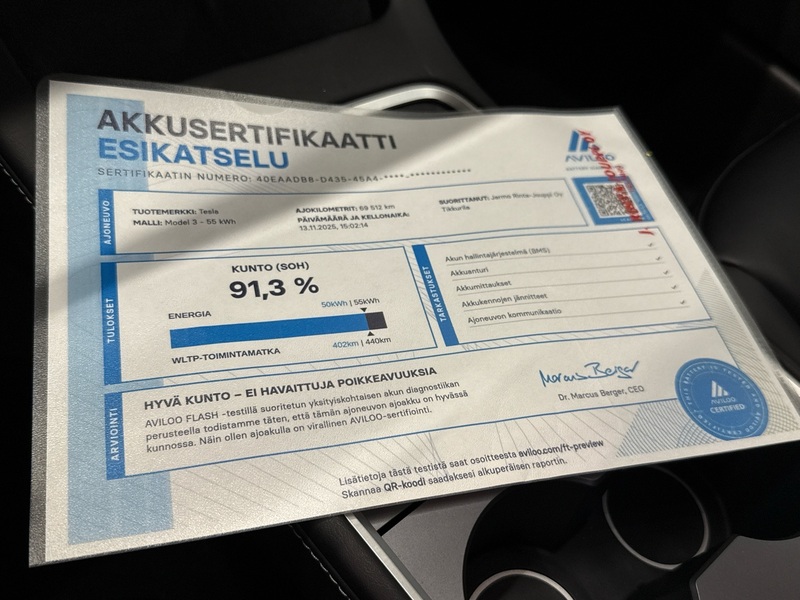 AKKUSERTIFIKAATTI
ESIKATSELU
SERTIFIKAATIN NUMERO: 40EAADB8-D435-45A4-****-************
AVILOO
AJONEUVO
TUOTEMERKKI: Tesla
MALLI: Model 3 – 55 kWh
AJOKILOMETRIT: 69 512 km
PÄIVÄMÄÄRÄ JA KELLONAIKA:
13.11.2025, 15:02:14
SUORITTANUT: Jarmo Rinta-Jouppi Oy
Tikkurila
TULOKSET
KUNTO (SOH)
91,3 %
ENERGIA
50kWh | 55kWh
402km | 440km
WLTP-TOIMINTAMATKA
TARKASTUKSET
Akun hallintajärjestelmä (BMS)
Akkuanturi
Akkumittaukset
Akkukennojen jännitteet
Ajoneuvon kommunikaatio
ARVIOINTI
HYVÄ KUNTO – EI HAVAITTUJA POIKKEAVUUKSIA
AVILOO FLASH -testillä suoritetun yksityiskohtaisen akun diagnostiikan
perusteella todistamme täten, että tämän ajoneuvon ajoakku on hyvässä
kunnossa. Näin ollen ajoakulla on virallinen AVILOO-sertifiointi.
Marcus Berger
Dr. Marcus Berger, CEO
AVILOO
CERTIFIED
Lisätietoja tästä testistä saat osoitteesta aviloo.com/ft-preview
Skannaa QR-koodi saadaksesi alkuperäisen raportin.